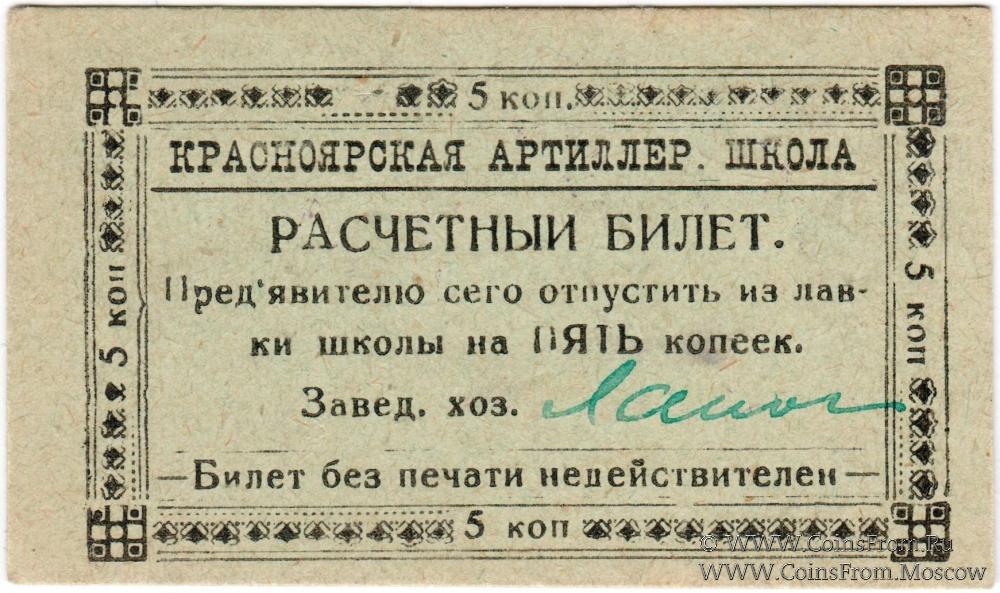 5 коп.
КРАСНОЯРСКАЯ АРТИЛЛЕР. ШКОЛА
РАСЧЕТНЫЙ БИЛЕТ.
Пред'явителю сего отпустить из лав-
ки школы на ПЯТЬ копеек.
Завед. хоз.
—Билет без печати недействителен—
5 коп
5 коп
5 коп
© WWW.CoinsFrom.Ru
WWW.CoinsFrom.Moscow